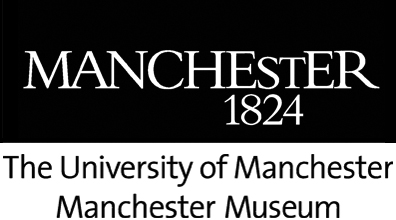 MANCHESTER
1824
The University of Manchester
Manchester Museum